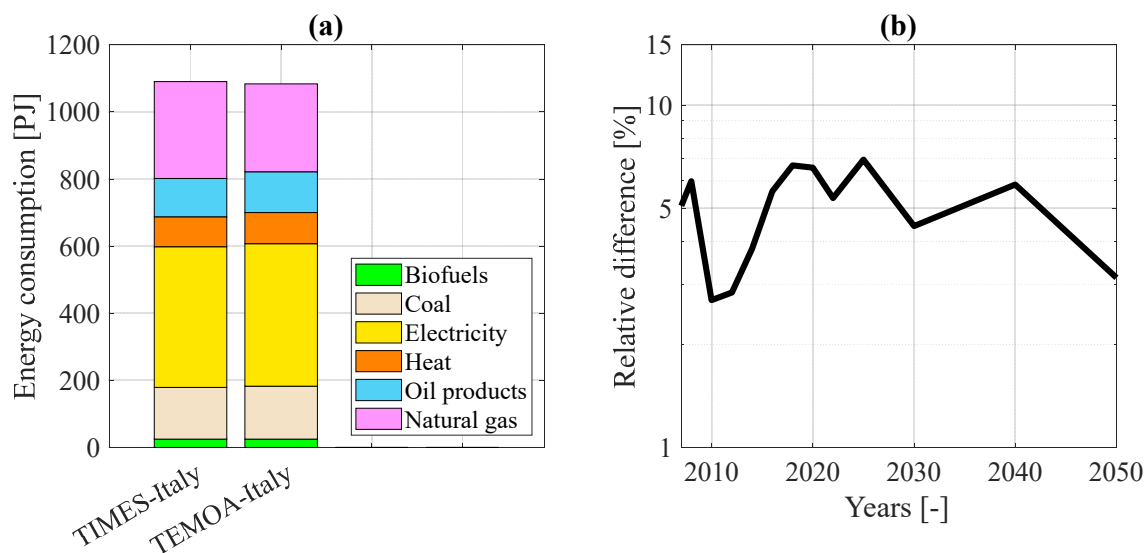 (a)
Energy consumption [PJ]
1200
1000
800
600
400
200
0
Biofuels
Coal
Electricity
Heat
Oil products
Natural gas
TIMES-Italy
TEMOA-Italy
(b)
Relative difference [%]
15
10
5
1
2010 2020 2030 2040 2050
Years [-]